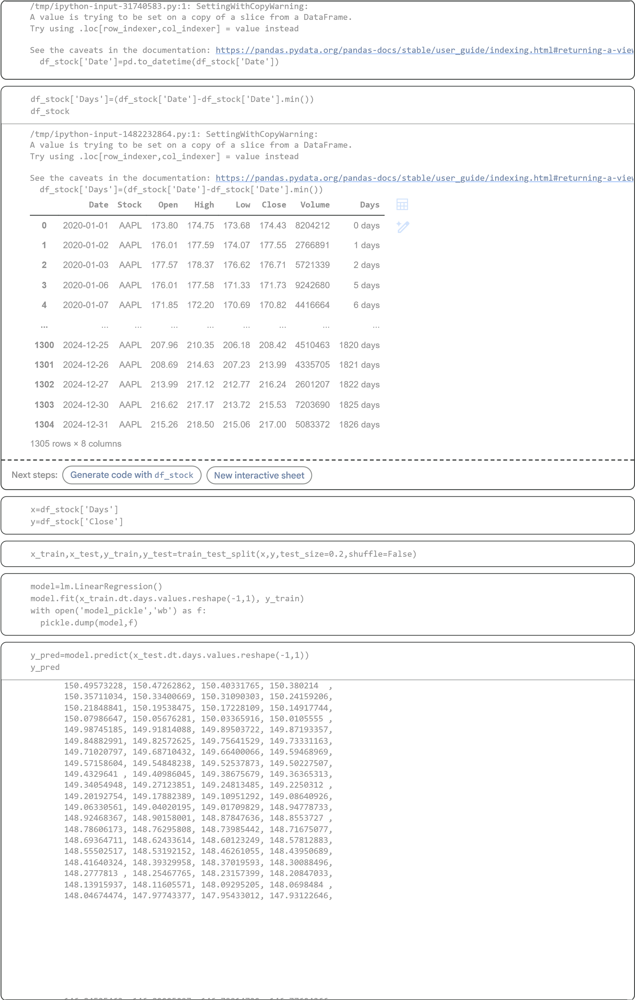 /tmp/ipython-input-31740583.py:1: SettingWithCopyWarning:
A value is trying to be set on a copy of a slice from a DataFrame.
Try using .loc[row_indexer,col_indexer] = value instead
See the caveats in the documentation: https://pandas.pydata.org/pandas-docs/stable/user_guide/indexing.html#returning-a-view
df_stock['Date']=pd.to_datetime(df_stock['Date'])
df_stock['Days']=(df_stock['Date']-df_stock['Date'].min())
df_stock
/tmp/ipython-input-1482232864.py:1: SettingWithCopyWarning:
A value is trying to be set on a copy of a slice from a DataFrame.
Try using .loc[row_indexer,col_indexer] = value instead
See the caveats in the documentation: https://pandas.pydata.org/pandas-docs/stable/user_guide/indexing.html#returning-a-view
df_stock['Days']=(df_stock['Date']-df_stock['Date'].min())
Date Stock Open High Low Close Volume Days
0 2020-01-01 AAPL 173.80 174.75 173.68 174.43 8204212 0 days
1 2020-01-02 AAPL 176.01 177.59 174.07 177.55 2766891 1 days
2 2020-01-03 AAPL 177.57 178.37 176.62 176.71 5721339 2 days
3 2020-01-06 AAPL 176.01 177.58 171.33 171.73 9242680 5 days
4 2020-01-07 AAPL 171.85 172.20 170.69 170.82 4416664 6 days
... ... ... ... ... ... ... ... ...
1300 2024-12-25 AAPL 207.96 210.35 206.18 208.42 4510463 1820 days
1301 2024-12-26 AAPL 208.69 214.63 207.23 213.99 4335705 1821 days
1302 2024-12-27 AAPL 213.99 217.12 212.77 216.24 2601207 1822 days
1303 2024-12-30 AAPL 216.62 217.17 213.72 215.53 7203690 1825 days
1304 2024-12-31 AAPL 215.26 218.50 215.06 217.00 5083372 1826 days
1305 rows × 8 columns
Next steps: Generate code with df_stock New interactive sheet
x=df_stock['Days']
y=df_stock['Close']
x_train,x_test,y_train,y_test=train_test_split(x,y,test_size=0.2,shuffle=False)
model=lm.LinearRegression()
model.fit(x_train.dt.days.values.reshape(-1,1), y_train)
with open('model_pickle','wb') as f:
pickle.dump(model,f)
y_pred=model.predict(x_test.dt.days.values.reshape(-1,1))
y_pred
150.49573228, 150.47262862, 150.40331765, 150.380214 ,
150.35711034, 150.33400669, 150.31090303, 150.24159206,
150.21848841, 150.19538475, 150.17228109, 150.14917744,
150.07986647, 150.05676281, 150.03365916, 150.0105555 ,
149.98745185, 149.91814088, 149.89503722, 149.87193357,
149.84882991, 149.82572625, 149.75641529, 149.73331163,
149.71020797, 149.68710432, 149.66400066, 149.59468969,
149.57158604, 149.54848238, 149.52537873, 149.50227507,
149.4329641 , 149.40986045, 149.38675679, 149.36365313,
149.34054948, 149.27123851, 149.24813485, 149.2250312 ,
149.20192754, 149.17882389, 149.10951292, 149.08640926,
149.06330561, 149.04020195, 149.01709829, 148.94778733,
148.92468367, 148.90158001, 148.87847636, 148.8553727 ,
148.78606173, 148.76295808, 148.73985442, 148.71675077,
148.69364711, 148.62433614, 148.60123249, 148.57812883,
148.55502517, 148.53192152, 148.46261055, 148.43950689,
148.41640324, 148.39329958, 148.37019593, 148.30088496,
148.2777813 , 148.25467765, 148.23157399, 148.20847033,
148.13915937, 148.11605571, 148.09295205, 148.0698484 ,
148.04674474, 147.97743377, 147.95433012, 147.93122646,